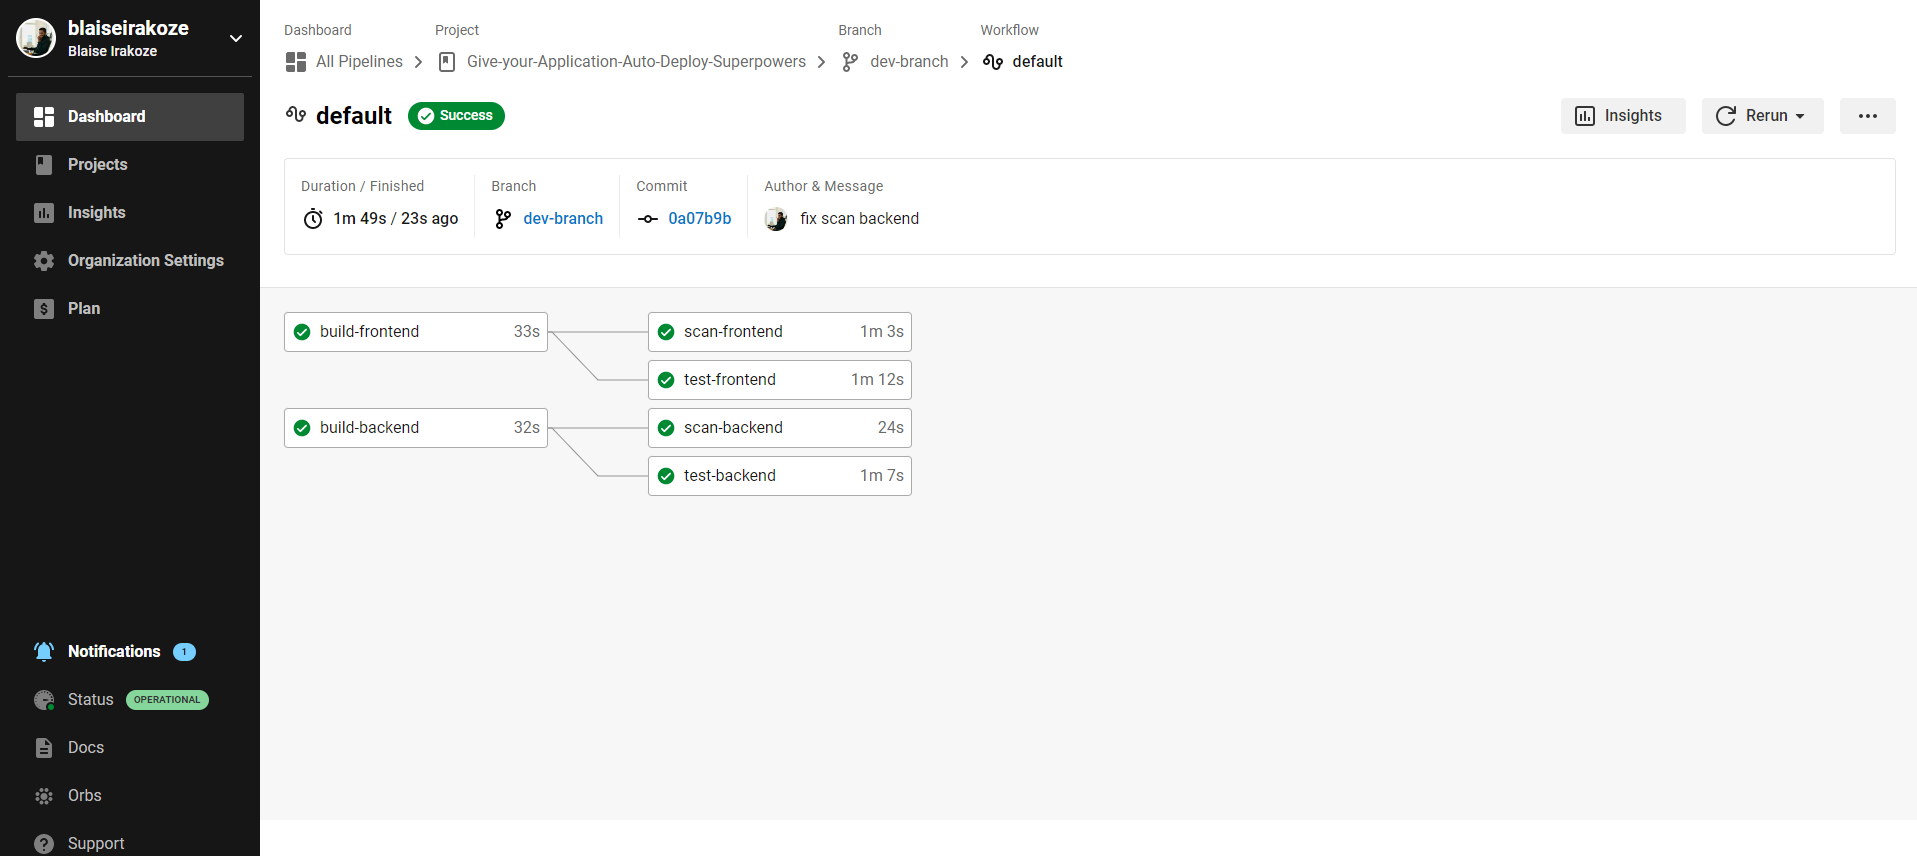 blaiseirakoze
Blaise Irakoze
Dashboard
Projects
Insights
Organization Settings
Plan
Notifications 1
Status OPERATIONAL
Docs
Orbs
Support
Dashboard Project Branch Workflow
All Pipelines Give-your-Application-Auto-Deploy-Superpowers dev-branch default
default Success Insights Rerun
Duration / Finished Branch Commit Author & Message
1m 49s / 23s ago dev-branch 0a07b9b fix scan backend
build-frontend 33s scan-frontend 1m 3s
test-frontend 1m 12s
build-backend 32s scan-backend 24s
test-backend 1m 7s